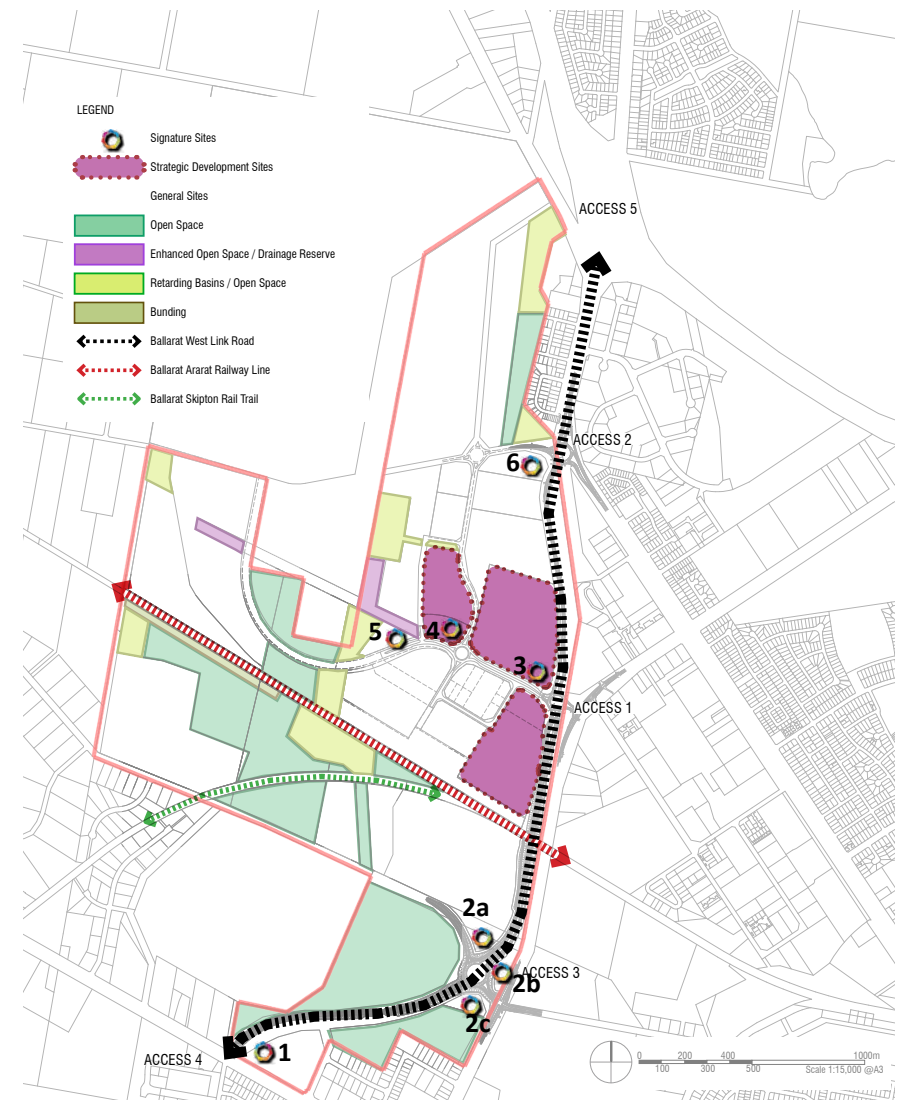 LEGEND
Signature Sites
Strategic Development Sites
General Sites
Open Space
Enhanced Open Space / Drainage Reserve
Retarding Basins / Open Space
Bunding
Ballarat West Link Road
Ballarat Ararat Railway Line
Ballarat Skipton Rail Trail
ACCESS 5
ACCESS 2
6
5
4
3
ACCESS 1
2a
ACCESS 3
2b
2c
1
ACCESS 4
0 200 400 1000m
100 300 500 Scale 1:15,000 @A3